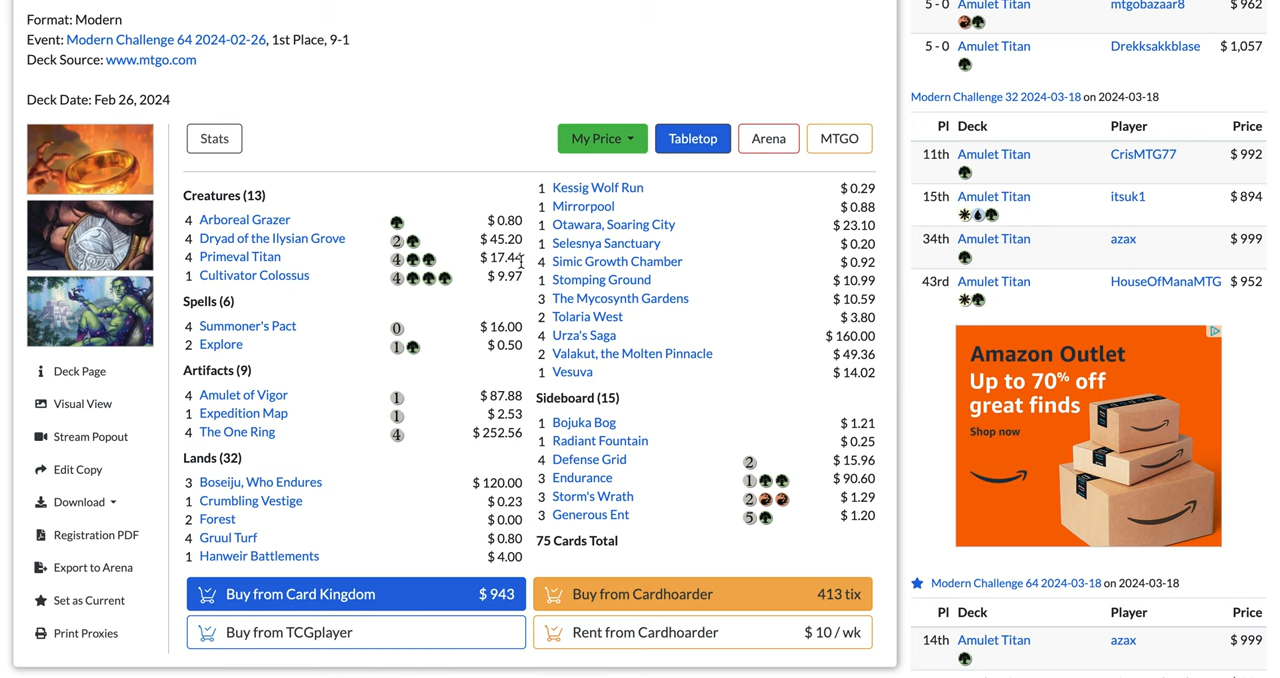 Format: Modern
Event: Modern Challenge 64 2024-02-26, 1st Place, 9-1
Deck Source: www.mtgo.com
Deck Date: Feb 26, 2024
Stats
My Price
Tabletop
Arena
MTGO
Creatures (13)
4 Arboreal Grazer $ 0.80
4 Dryad of the Ilysian Grove 2 $ 45.20
4 Primeval Titan 4 $ 17.44
1 Cultivator Colossus 4 $ 9.97
Spells (6)
4 Summoner's Pact 0 $ 16.00
2 Explore 1 $ 0.50
Artifacts (9)
4 Amulet of Vigor 1 $ 87.88
1 Expedition Map 1 $ 2.53
4 The One Ring 4 $ 252.56
Lands (32)
3 Boseiju, Who Endures $ 120.00
1 Crumbling Vestige $ 0.23
2 Forest $ 0.00
4 Gruul Turf $ 0.80
1 Hanweir Battlements $ 4.00
1 Kessig Wolf Run $ 0.29
1 Mirrorpool $ 0.88
1 Otawara, Soaring City $ 23.10
1 Selesnya Sanctuary $ 0.20
4 Simic Growth Chamber $ 0.92
1 Stomping Ground $ 10.99
3 The Mycosynth Gardens $ 10.59
2 Tolaria West $ 3.80
4 Urza's Saga $ 160.00
2 Valakut, the Molten Pinnacle $ 49.36
1 Vesuva $ 14.02
Sideboard (15)
1 Bojuka Bog $ 1.21
1 Radiant Fountain $ 0.25
4 Defense Grid 2 $ 15.96
3 Endurance 1 $ 90.60
3 Storm's Wrath 2 $ 1.29
3 Generous Ent 5 $ 1.20
75 Cards Total
Deck Page
Visual View
Stream Popout
Edit Copy
Download
Registration PDF
Export to Arena
Set as Current
Print Proxies
Buy from Card Kingdom $ 943
Buy from Cardhoarder 413 tix
Buy from TCGplayer
Rent from Cardhoarder $ 10 / wk
5 - 0 Amulet Titan mtgobazaar8 $ 962
5 - 0 Amulet Titan Drekksakkblase $ 1,057
Modern Challenge 32 2024-03-18 on 2024-03-18
Pl Deck Player Price
11th Amulet Titan CrisMTG77 $ 992
15th Amulet Titan itsuk1 $ 894
34th Amulet Titan azax $ 999
43rd Amulet Titan HouseOfManaMTG $ 952
Amazon Outlet
Up to 70% off
great finds
Shop now
Modern Challenge 64 2024-03-18 on 2024-03-18
Pl Deck Player Price
14th Amulet Titan azax $ 999